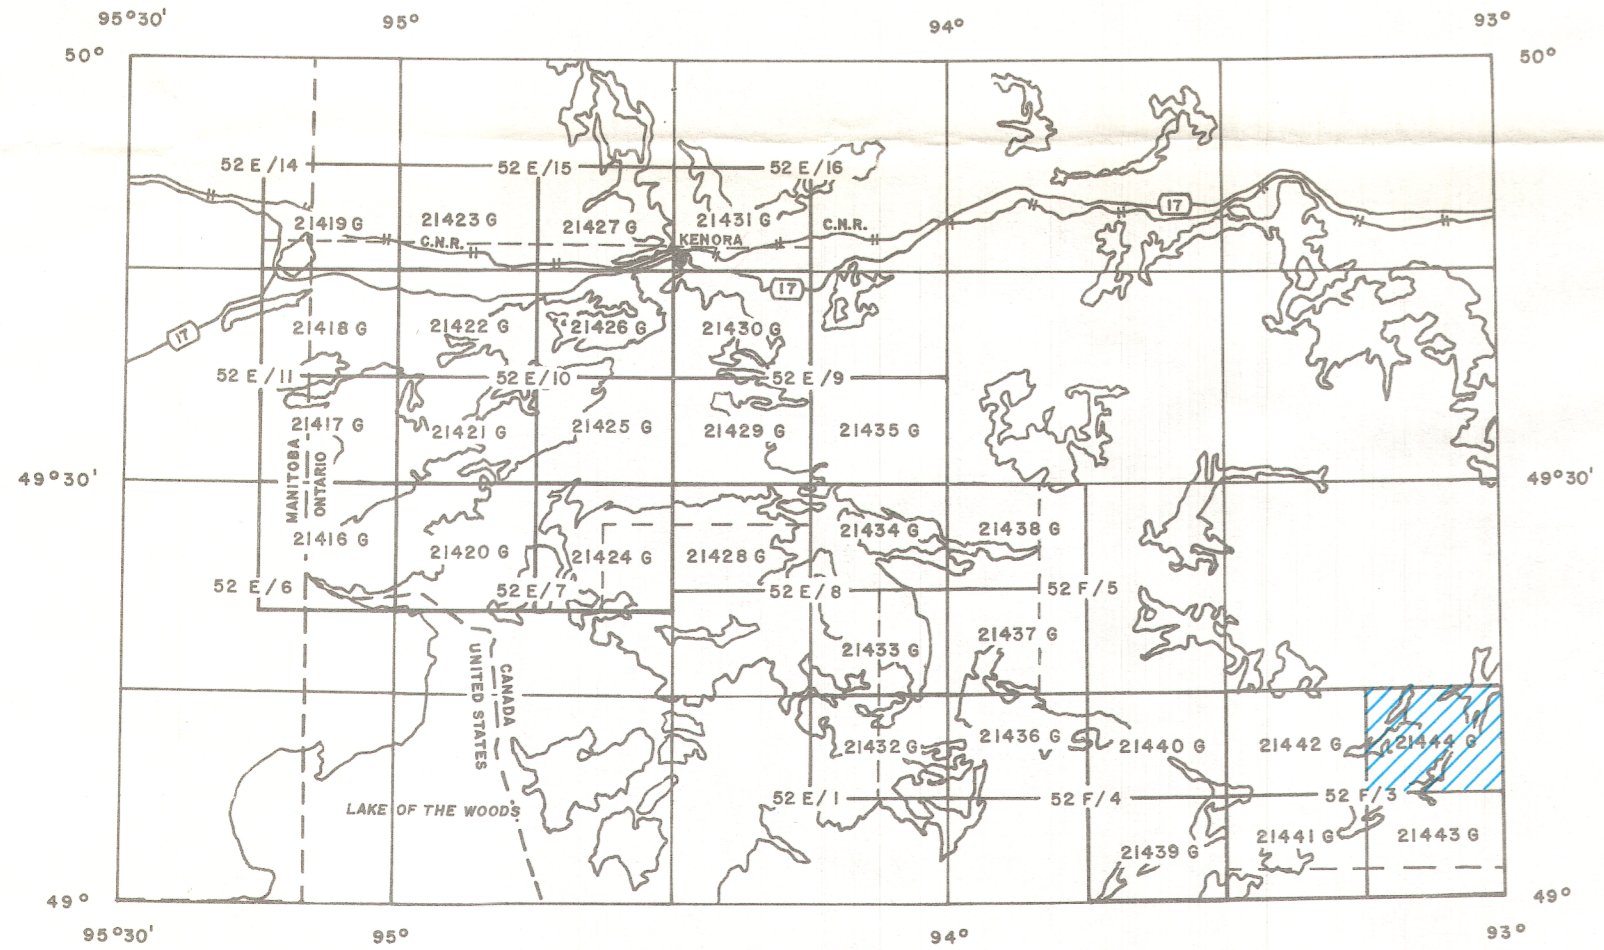 95°30' 95° 94° 93°
50° 50°
52 E/14 52 E/15 52 E/16
21419 G 21423 G 21427 G 21431 G C.N.R. 17
C.N.R. KENORA
17
21418 G 21422 G 21426 G 21430 G
17
52 E/11 52 E/10 52 E/9
21417 G 21421 G 21425 G 21429 G 21435 G
49°30' 49°30'
MANITOBA
ONTARIO
21416 G 21420 G 21424 G 21428 G 21434 G 21438 G
52 E/6 52 E/7 52 E/8 52 F/5
21433 G 21437 G
CANADA
UNITED STATES
21432 G 21436 G 21440 G 21442 G 21444 G
LAKE OF THE WOODS
52 E/1 52 F/4 52 F/3
21439 G 21441 G 21443 G
49° 49°
95°30' 95° 94° 93°